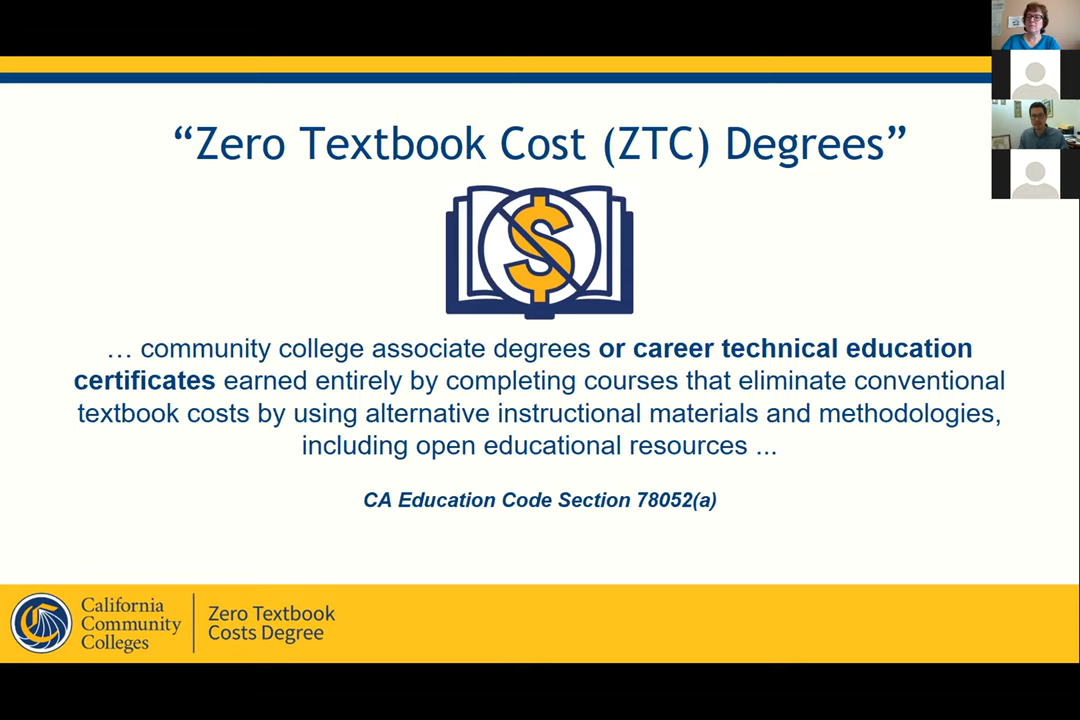 “Zero Textbook Cost (ZTC) Degrees”
$
… community college associate degrees or career technical education
certificates earned entirely by completing courses that eliminate conventional
textbook costs by using alternative instructional materials and methodologies,
including open educational resources ...
CA Education Code Section 78052(a)
California
Community
Colleges
Zero Textbook
Costs Degree